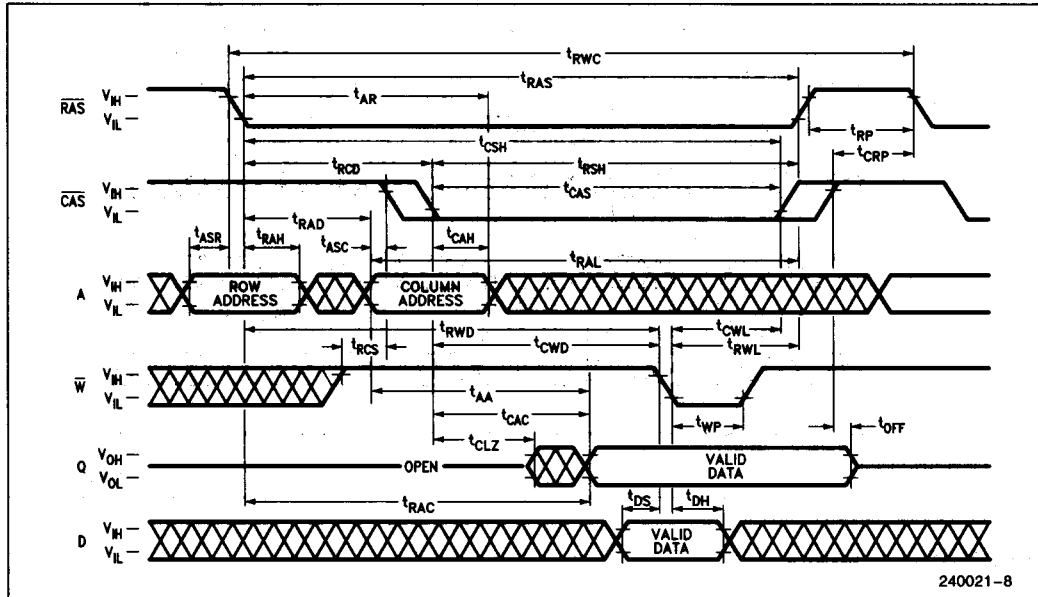 tRWC
tRAS
tAR
RAS VIH
VIL
tRP
tCSH
tCRP
tRCD tRSH
CAS VIH
VIL
tCAS
tRAD
tASR tRAH tASC tCAH
tRAL
A VIH
VIL
ROW ADDRESS
COLUMN ADDRESS
tRWD tCWL
tRCS tCWD tRWL
W VIH
VIL
tAA
tCAC
tWP tOFF
tCLZ
Q VOH
VOL
OPEN
VALID DATA
tRAC tDS tDH
D VIH
VIL
VALID DATA
240021-8